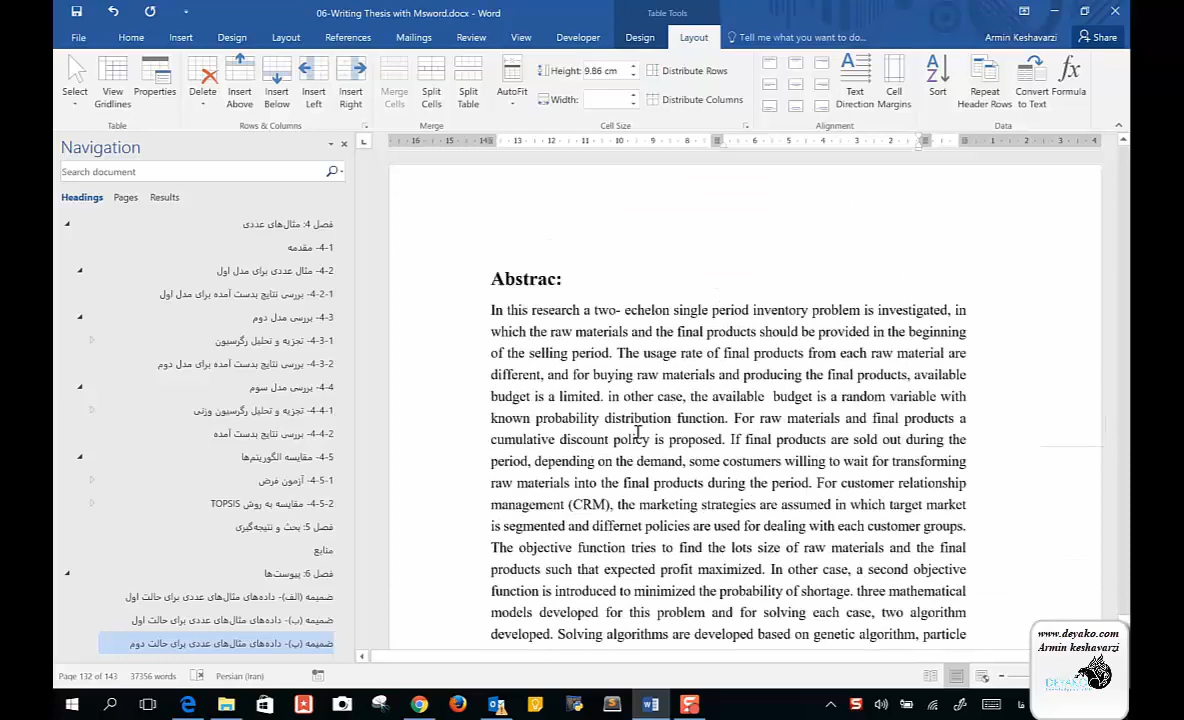 06-Writing Thesis with Msword.docx - Word
Table Tools
Armin Keshavarzi
Share
File Home Insert Design Layout References Mailings Review View Developer Design Layout Tell me what you want to do...
Select
View Gridlines
Properties
Delete
Insert Above
Insert Below
Insert Left
Insert Right
Merge Cells
Split Cells
Split Table
AutoFit
Height: 9.86 cm
Width:
Distribute Rows
Distribute Columns
Text Direction
Cell Margins
Sort
Repeat Header Rows
Convert to Text
Formula
Table
Rows & Columns
Merge
Cell Size
Alignment
Data
16 15 14 13 12 11 10 9 8 6 5 4 3 2 1 2 3 4
Navigation
Search document
Headings Pages Results
فصل 4: مثال‌های عددی
4-1- مقدمه
4-2- مثال عددی برای مدل اول
4-2-1- بررسی نتایج بدست آمده برای مدل اول
4-3- بررسی مدل دوم
4-3-1- تجزیه و تحلیل رگرسیون
4-3-2- بررسی نتایج بدست آمده برای مدل دوم
4-4- بررسی مدل سوم
4-4-1- تجزیه و تحلیل رگرسیون وزنی
4-4-2- بررسی نتایج بدست آمده
4-5- مقایسه الگوریتم‌ها
4-5-1- آزمون فرض
4-5-2- مقایسه به روش TOPSIS
فصل 5: بحث و نتیجه‌گیری
منابع
فصل 6: پیوست‌ها
ضمیمه (الف)- داده‌های مثال‌های عددی برای حالت اول
ضمیمه (ب)- داده‌های مثال‌های عددی برای حالت اول
ضمیمه (پ)- داده‌های مثال‌های عددی برای حالت دوم
Abstrac:
In this research a two- echelon single period inventory problem is investigated, in
which the raw materials and the final products should be provided in the beginning
of the selling period. The usage rate of final products from each raw material are
different, and for buying raw materials and producing the final products, available
budget is a limited. in other case, the available budget is a random variable with
known probability distribution function. For raw materials and final products a
cumulative discount policy is proposed. If final products are sold out during the
period, depending on the demand, some costumers willing to wait for transforming
raw materials into the final products during the period. For customer relationship
management (CRM), the marketing strategies are assumed in which target market
is segmented and differnet policies are used for dealing with each customer groups.
The objective function tries to find the lots size of raw materials and the final
products such that expected profit maximized. In other case, a second objective
function is introduced to minimized the probability of shortage. three mathematical
models developed for this problem and for solving each case, two algorithm
developed. Solving algorithms are developed based on genetic algorithm, particle
Page 132 of 143 37356 words Persian (Iran)
www.deyako.com
Armin keshavarzi
DEYAKO